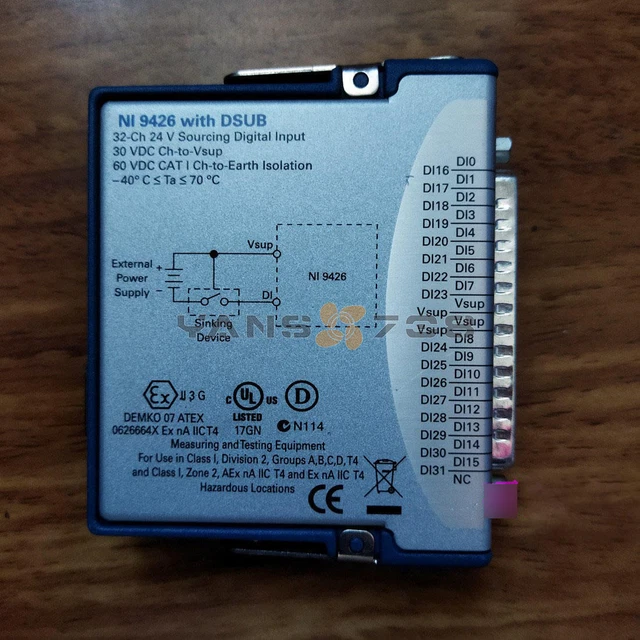 NI 9426 with DSUB
32-Ch 24 V Sourcing Digital Input
30 VDC Ch-to-Vsup
60 VDC CAT I Ch-to-Earth Isolation
–40° C ≤ Ta ≤ 70 °C
Vsup
External
Power
Supply
+
–
DI
NI 9426
Sinking
Device
YANS 708
DI0
DI16
DI1
DI17
DI2
DI18
DI3
DI19
DI4
DI20
DI5
DI21
DI6
DI22
DI7
DI23
Vsup
Vsup
Vsup
Vsup
DI8
DI24
DI9
DI25
DI10
DI26
DI11
DI27
DI12
DI28
DI13
DI29
DI14
DI30
DI15
DI31
NC
Ex II 3 G
C UL US
LISTED
17GN
D
N114
DEMKO 07 ATEX
0626664X Ex nA IICT4
Measuring and Testing Equipment
For Use in Class I, Division 2, Groups A,B,C,D,T4
and Class I, Zone 2, AEx nA IIC T4 and Ex nA IIC T4
Hazardous Locations
CE